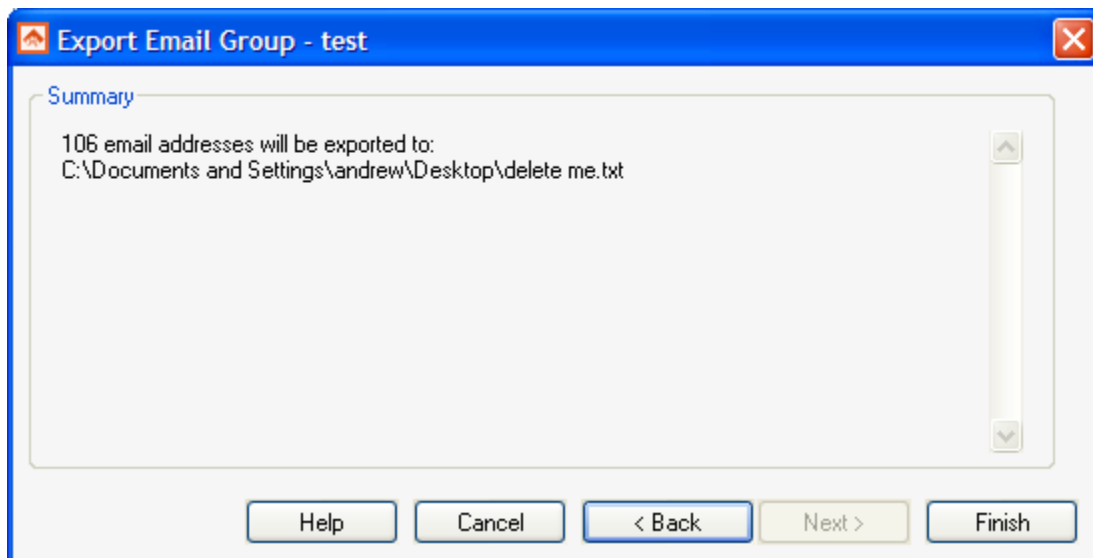 Export Email Group - test
Summary
106 email addresses will be exported to:
C:\Documents and Settings\andrew\Desktop\delete me.txt
Help
Cancel
< Back
Next >
Finish